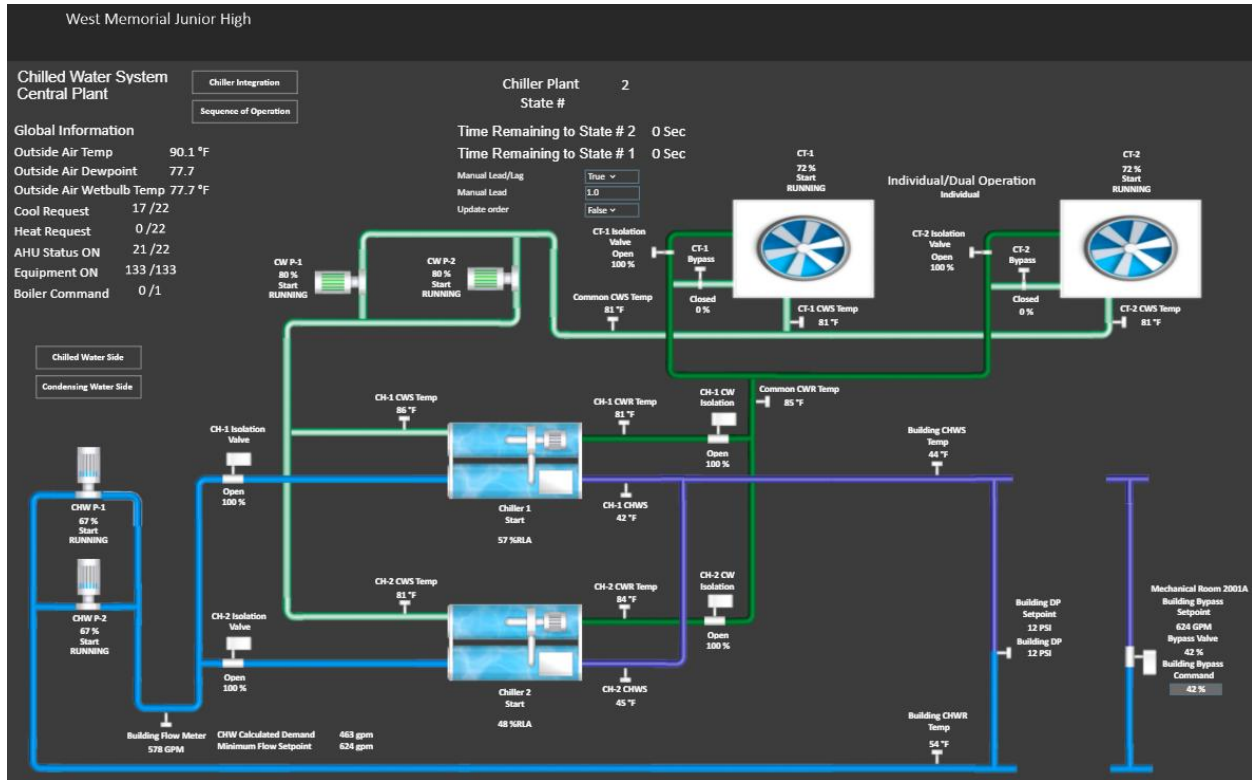 West Memorial Junior High
Chilled Water System
Central Plant
Chiller Integration
Sequence of Operation
Global Information
Outside Air Temp 90.1 °F
Outside Air Dewpoint 77.7
Outside Air Wetbulb Temp 77.7 °F
Cool Request 17 /22
Heat Request 0 /22
AHU Status ON 21 /22
Equipment ON 133 /133
Boiler Command 0 /1
Chilled Water Side
Condensing Water Side
Chiller Plant 2
State #
Time Remaining to State # 2 0 Sec
Time Remaining to State # 1 0 Sec
Manual Lead/Lag True
Manual Lead 1.0
Update order False
CT-1
72 %
Start
RUNNING
Individual/Dual Operation
Individual
CT-2
72 %
Start
RUNNING
CW P-1
80 %
Start
RUNNING
CW P-2
80 %
Start
RUNNING
CT-1 Isolation
Valve
Open
100 %
CT-1
Bypass
Closed
0 %
CT-2 Isolation
Valve
Open
100 %
CT-2
Bypass
Closed
0 %
Common CWS Temp
81 °F
CT-1 CWS Temp
81 °F
CT-2 CWS Temp
81 °F
CH-1 CWS Temp
86 °F
CH-1 CWR Temp
81 °F
CH-1 CW
Isolation
Open
100 %
Common CWR Temp
85 °F
CH-1 Isolation
Valve
Open
100 %
Chiller 1
Start
57 %RLA
CH-1 CHWS
42 °F
Building CHWS
Temp
44 °F
CHW P-1
67 %
Start
RUNNING
CHW P-2
67 %
Start
RUNNING
CH-2 CWS Temp
81 °F
CH-2 CWR Temp
84 °F
CH-2 CW
Isolation
Open
100 %
CH-2 Isolation
Valve
Open
100 %
Chiller 2
Start
48 %RLA
CH-2 CHWS
45 °F
Building DP
Setpoint
12 PSI
Building DP
12 PSI
Mechanical Room 2001A
Building Bypass
Setpoint
624 GPM
Bypass Valve
42 %
Building Bypass
Command
42 %
Building Flow Meter
578 GPM
CHW Calculated Demand 463 gpm
Minimum Flow Setpoint 624 gpm
Building CHWR
Temp
54 °F